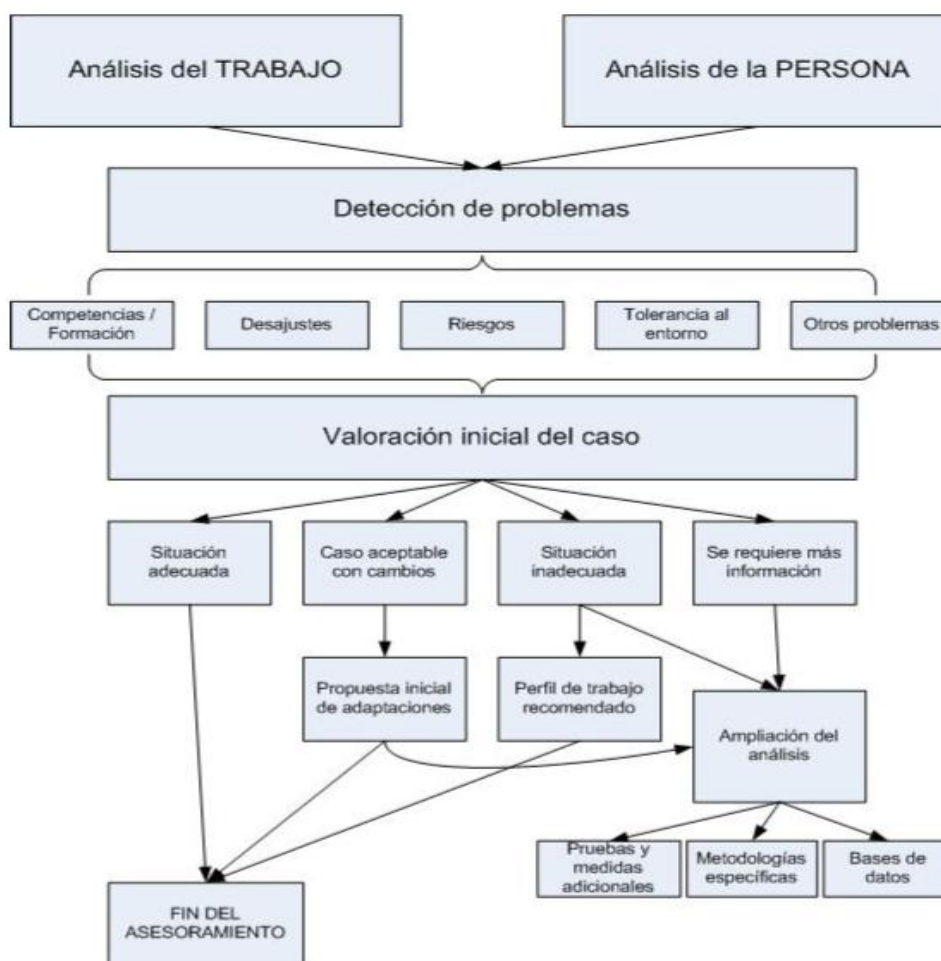 Análisis del TRABAJO
Análisis de la PERSONA
Detección de problemas
Competencias /
Formación
Desajustes
Riesgos
Tolerancia al
entorno
Otros problemas
Valoración inicial del caso
Situación
adecuada
Caso aceptable
con cambios
Situación
inadecuada
Se requiere más
información
Propuesta inicial
de adaptaciones
Perfil de trabajo
recomendado
Ampliación del
análisis
Pruebas y
medidas
adicionales
Metodologías
específicas
Bases de
datos
FIN DEL
ASESORAMIENTO